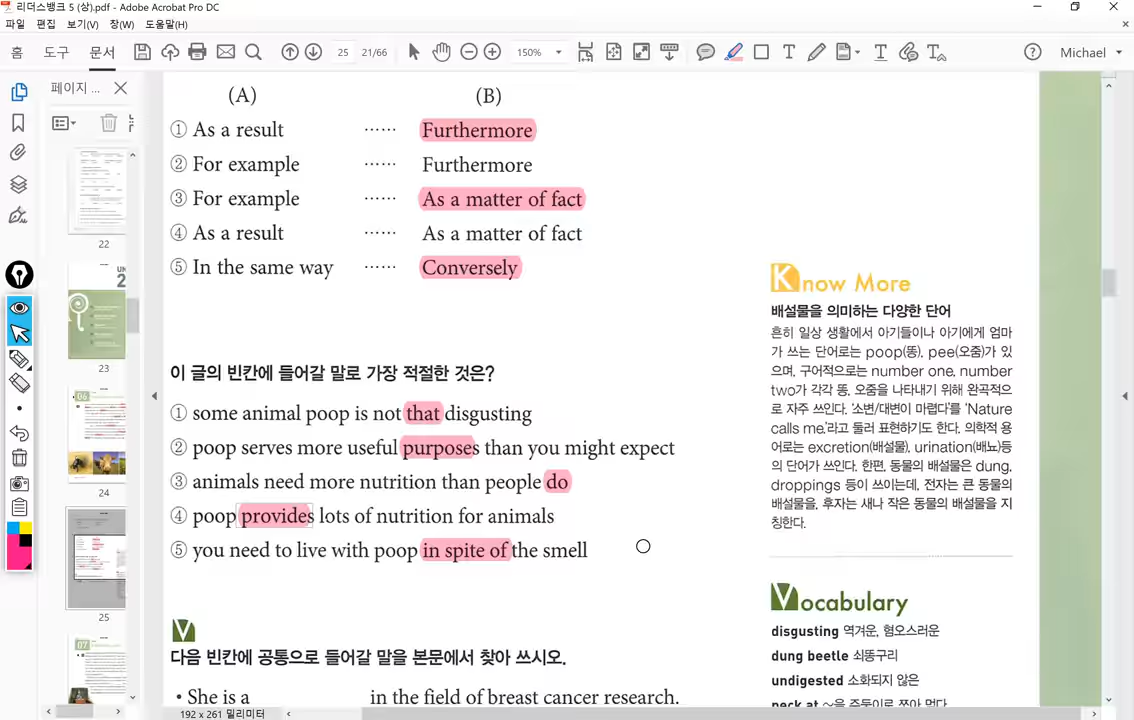 리더스뱅크 5 (상).pdf - Adobe Acrobat Pro DC
파일 편집 보기(V) 창(W) 도움말(H)
홈 도구 문서 25 21/66 150% Michael
페이지 ...
22
23
24
25
(A) (B)
① As a result ...... Furthermore
② For example ...... Furthermore
③ For example ...... As a matter of fact
④ As a result ...... As a matter of fact
⑤ In the same way ...... Conversely
이 글의 빈칸에 들어갈 말로 가장 적절한 것은?
① some animal poop is not that disgusting
② poop serves more useful purposes than you might expect
③ animals need more nutrition than people do
④ poop provides lots of nutrition for animals
⑤ you need to live with poop in spite of the smell
V
다음 빈칸에 공통으로 들어갈 말을 본문에서 찾아 쓰시오.
• She is a in the field of breast cancer research.
Know More
배설물을 의미하는 다양한 단어
흔히 일상 생활에서 아기들이나 아기에게 엄마
가 쓰는 단어로는 poop(똥), pee(오줌)가 있
으며, 구어적으로는 number one, number
two가 각각 똥, 오줌을 나타내기 위해 완곡적으
로 자주 쓰인다. '소변/대변이 마렵다'를 'Nature
calls me.'라고 둘러 표현하기도 한다. 의학적 용
어로는 excretion(배설물), urination(배뇨)등
의 단어가 쓰인다. 한편, 동물의 배설물은 dung,
droppings 등이 쓰이는데, 전자는 큰 동물의
배설물을, 후자는 새나 작은 동물의 배설물을 지
칭한다.
Vocabulary
disgusting 역겨운, 혐오스러운
dung beetle 쇠똥구리
undigested 소화되지 않은
peck at ~을 부리로 쪼아 먹다
192 x 261 밀리미터